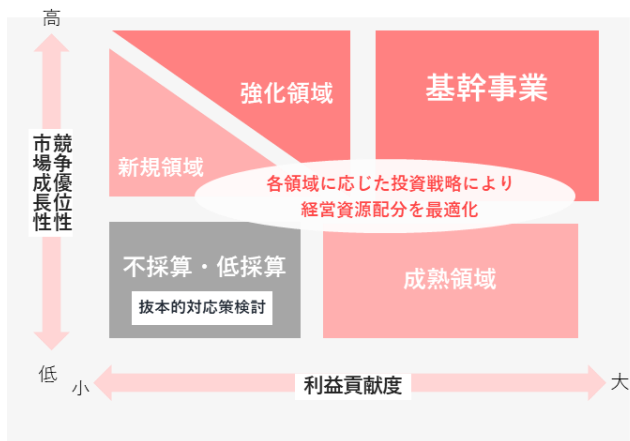 高
強化領域
基幹事業
新規領域
競争優位性
市場成長性
各領域に応じた投資戦略により
経営資源配分を最適化
不採算・低採算
抜本的対応策検討
成熟領域
低
小
利益貢献度
大